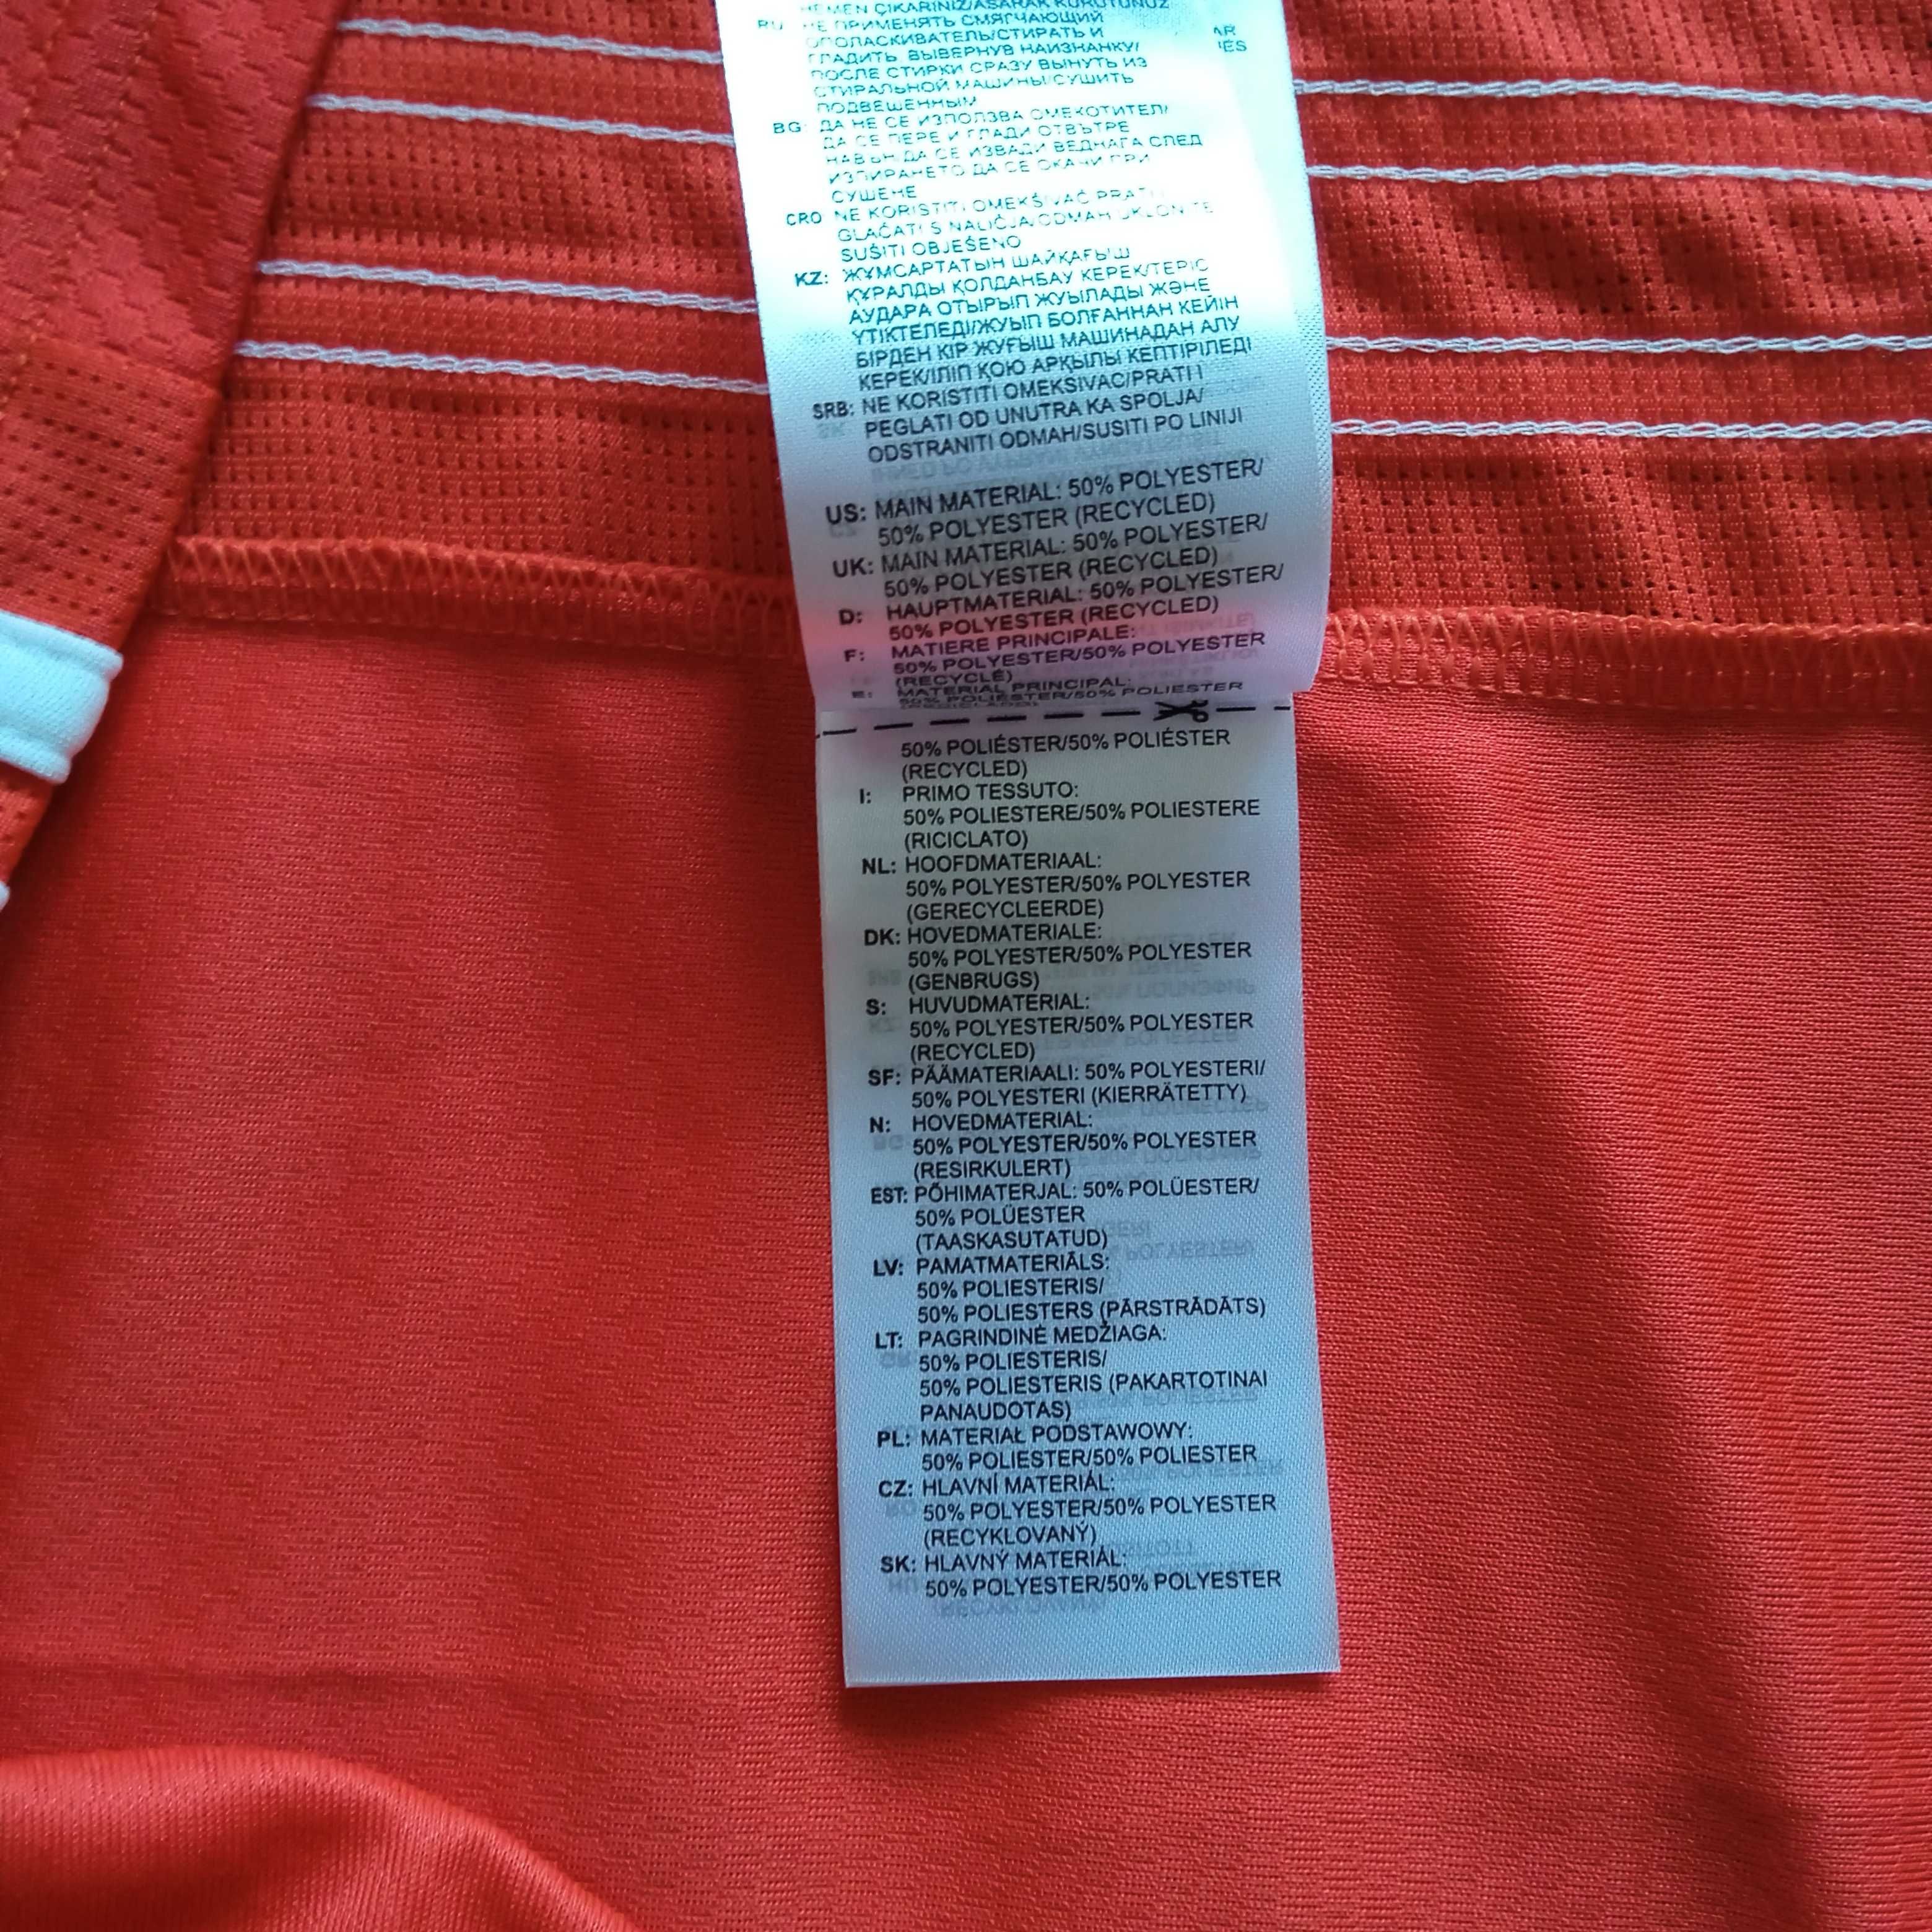 HEMEN ÇIKARINIZ/ASARAK KURUTUNUZ
RU НЕ ПРИМЕНЯТЬ СМЯГЧАЮЩИЙ
ОПОЛАСКИВАТЕЛЬ/СТИРАТЬ И
ГЛАДИТЬ, ВЫВЕРНУВ НАИЗНАНКУ/
ПОСЛЕ СТИРКИ СРАЗУ ВЫНУТЬ ИЗ
СТИРАЛЬНОЙ МАШИНЫ/СУШИТЬ
ПОДВЕШЕННЫМ
BG: ДА НЕ СЕ ИЗПОЛЗВА ОМЕКОТИТЕЛ/
ДА СЕ ПЕРЕ И ГЛАДИ ОТВЪТРЕ
НАВЪН/ДА СЕ ИЗВАДИ ВЕДНАГА СЛЕД
ИЗПИРАНЕТО ДА СЕ ОКАЧИ ПРИ
СУШЕНЕ
CRO NE KORISTITI OMEKŠIVAČ PRATI
GLAČATI S NALIČJA/ODMAH UKLONITE
SUŠITI OBJEŠENO
KZ: ЖҰМСАРТАТЫН ШАЙҚАҒЫШ
ҚҰРАЛДЫ ҚОЛДАНБАУ КЕРЕК/ТЕРІС
АУДАРА ОТЫРЫП ЖУЫЛАДЫ ЖӘНЕ
ҮТІКТЕЛЕДІ/ЖУЫП БОЛҒАННАН КЕЙІН
БІРДЕН КІР ЖУҒЫШ МАШИНАДАН АЛУ
КЕРЕК/ІЛІП ҚОЮ АРҚЫЛЫ КЕПТІРІЛЕДІ
SRB: NE KORISTITI OMEKSIVAC/PRATI I
PEGLATI OD UNUTRA KA SPOLJA/
ODSTRANITI ODMAH/SUSITI PO LINIJI
US: MAIN MATERIAL: 50% POLYESTER/
50% POLYESTER (RECYCLED)
UK: MAIN MATERIAL: 50% POLYESTER/
50% POLYESTER (RECYCLED)
D: HAUPTMATERIAL: 50% POLYESTER/
50% POLYESTER (RECYCLED)
F: MATIERE PRINCIPALE:
50% POLYESTER/50% POLYESTER
(RECYCLÉ)
E: MATERIAL PRINCIPAL:
50% POLIÉSTER/50% POLIESTER
50% POLIÉSTER/50% POLIÉSTER
(RECYCLED)
I: PRIMO TESSUTO:
50% POLIESTERE/50% POLIESTERE
(RICICLATO)
NL: HOOFDMATERIAAL:
50% POLYESTER/50% POLYESTER
(GERECYCLEERDE)
DK: HOVEDMATERIALE:
50% POLYESTER/50% POLYESTER
(GENBRUGS)
S: HUVUDMATERIAL:
50% POLYESTER/50% POLYESTER
(RECYCLED)
SF: PÄÄMATERIAALI: 50% POLYESTERI/
50% POLYESTERI (KIERRÄTETTY)
N: HOVEDMATERIAL:
50% POLYESTER/50% POLYESTER
(RESIRKULERT)
EST: PÕHIMATERJAL: 50% POLÜESTER/
50% POLÜESTER
(TAASKASUTATUD)
LV: PAMATMATERIĀLS:
50% POLIESTERIS/
50% POLIESTERS (PĀRSTRĀDĀTS)
LT: PAGRINDINĖ MEDŽIAGA:
50% POLIESTERIS/
50% POLIESTERIS (PAKARTOTINAI
PANAUDOTAS)
PL: MATERIAŁ PODSTAWOWY:
50% POLIESTER/50% POLIESTER
CZ: HLAVNÍ MATERIÁL:
50% POLYESTER/50% POLYESTER
(RECYKLOVANÝ)
SK: HLAVNÝ MATERIÁL:
50% POLYESTER/50% POLYESTER